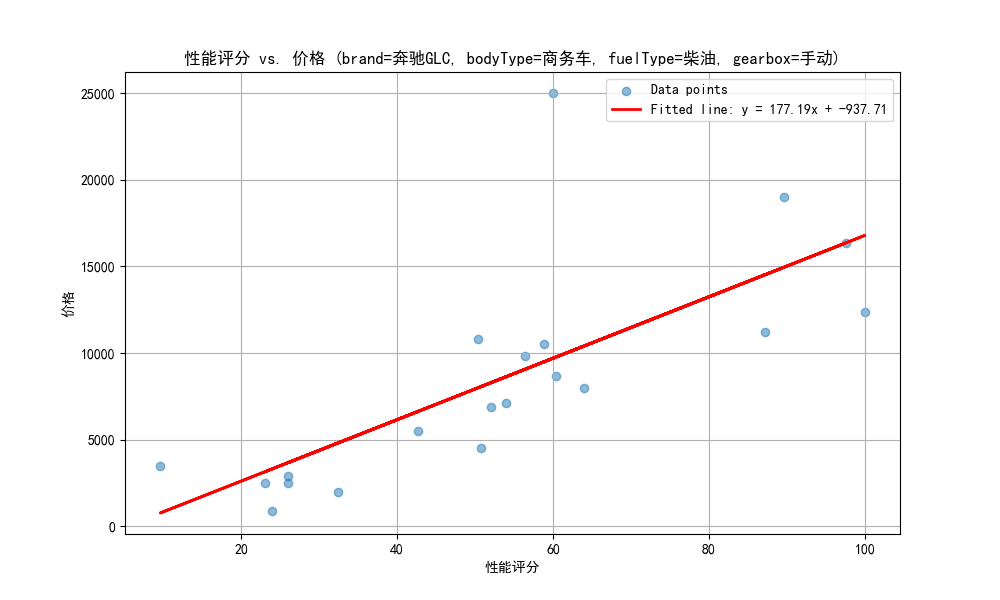 性能评分 vs. 价格 (brand=奔驰GLC, bodyType=商务车, fuelType=柴油, gearbox=手动)
Data points
Fitted line: y = 177.19x + -937.71
25000
20000
15000
10000
5000
0
价格
20
40
60
80
100
性能评分